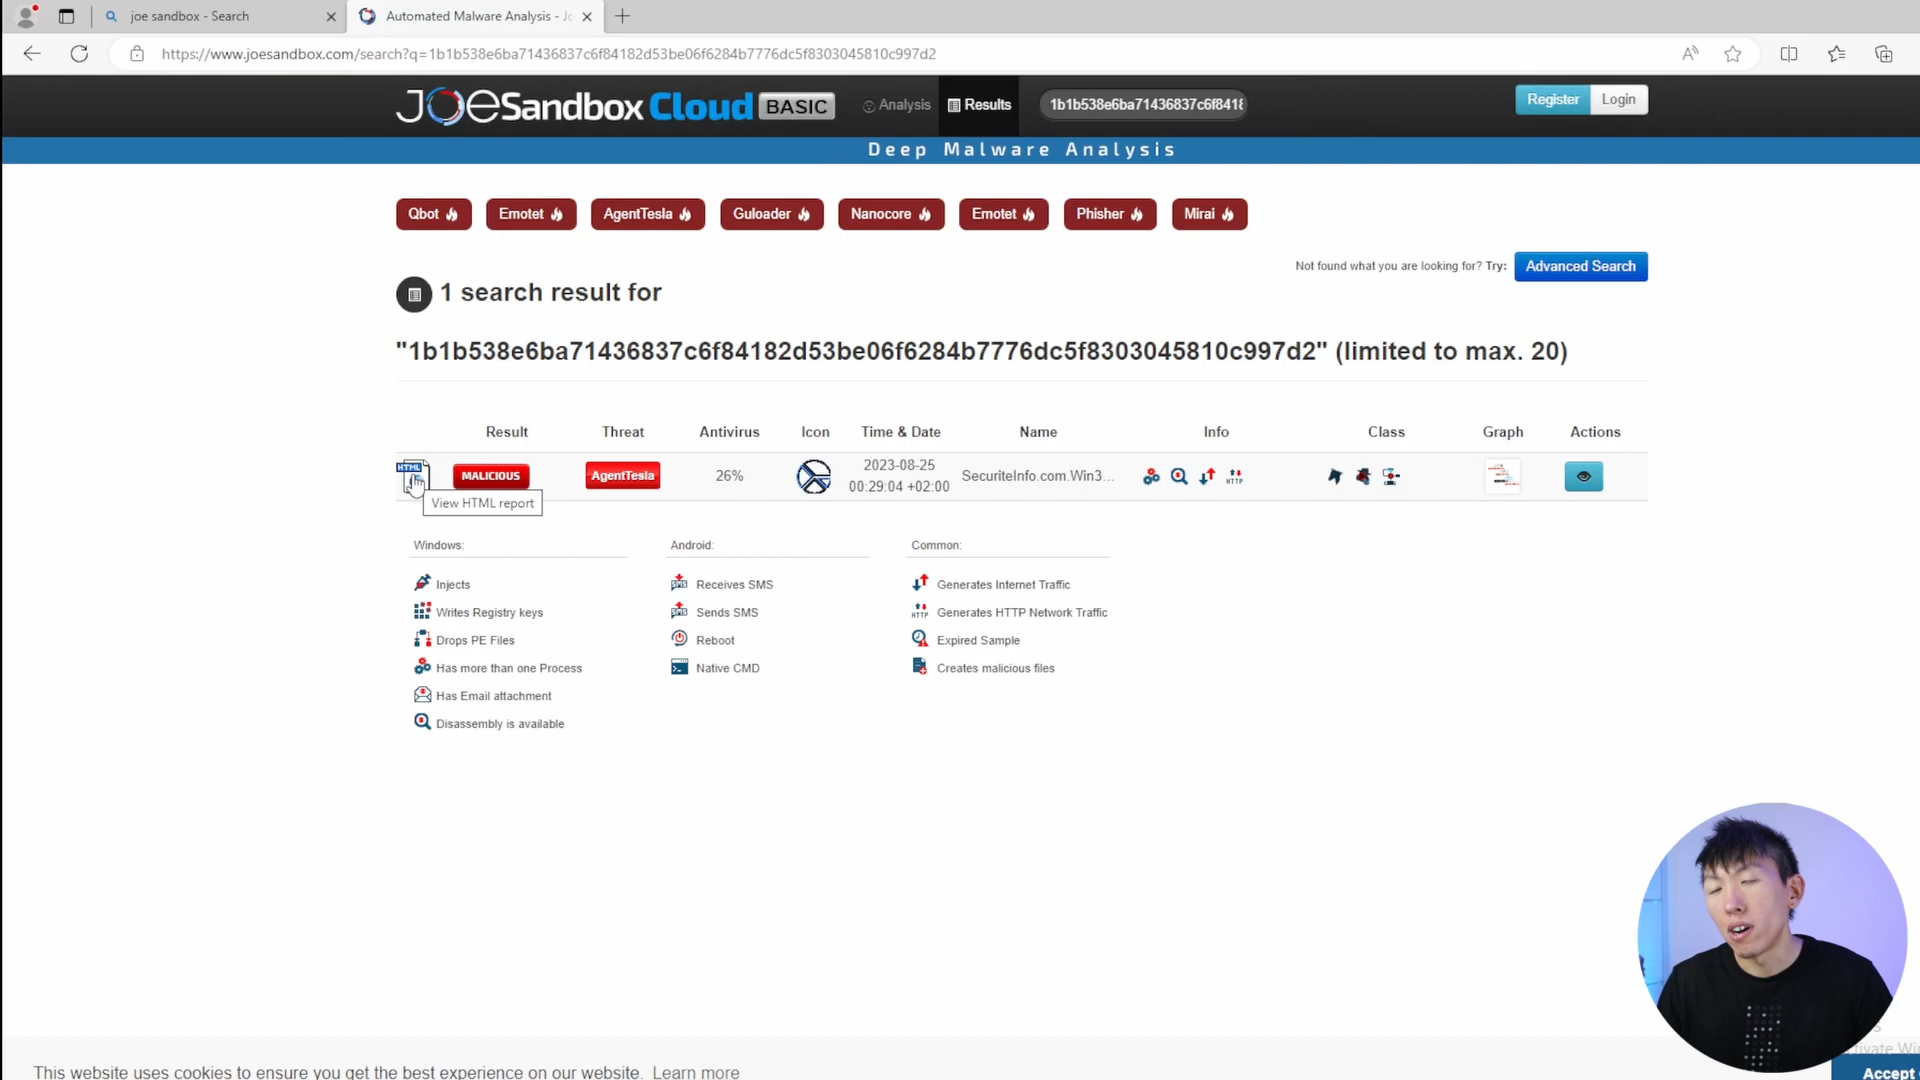 joe sandbox - Search
Automated Malware Analysis - Jo
https://www.joesandbox.com/search?q=1b1b538e6ba71436837c6f84182d53be06f6284b7776dc5f8303045810c997d2
JOESandbox Cloud BASIC
Analysis
Results
1b1b538e6ba71436837c6f8418
Register
Login
Deep Malware Analysis
Qbot
Emotet
AgentTesla
Guloader
Nanocore
Emotet
Phisher
Mirai
Not found what you are looking for? Try:
Advanced Search
1 search result for
"1b1b538e6ba71436837c6f84182d53be06f6284b7776dc5f8303045810c997d2" (limited to max. 20)
Result Threat Antivirus Icon Time & Date Name Info Class Graph Actions
HTML
MALICIOUS
AgentTesla
26%
2023-08-25
00:29:04 +02:00
SecuriteInfo.com.Win3...
HTTP
View HTML report
Windows:
Injects
Writes Registry keys
Drops PE Files
Has more than one Process
Has Email attachment
Disassembly is available
Android:
SMS Receives SMS
SMS Sends SMS
Reboot
Native CMD
Common:
Generates Internet Traffic
HTTP Generates HTTP Network Traffic
Expired Sample
Creates malicious files
This website uses cookies to ensure you get the best experience on our website. Learn more
Accept